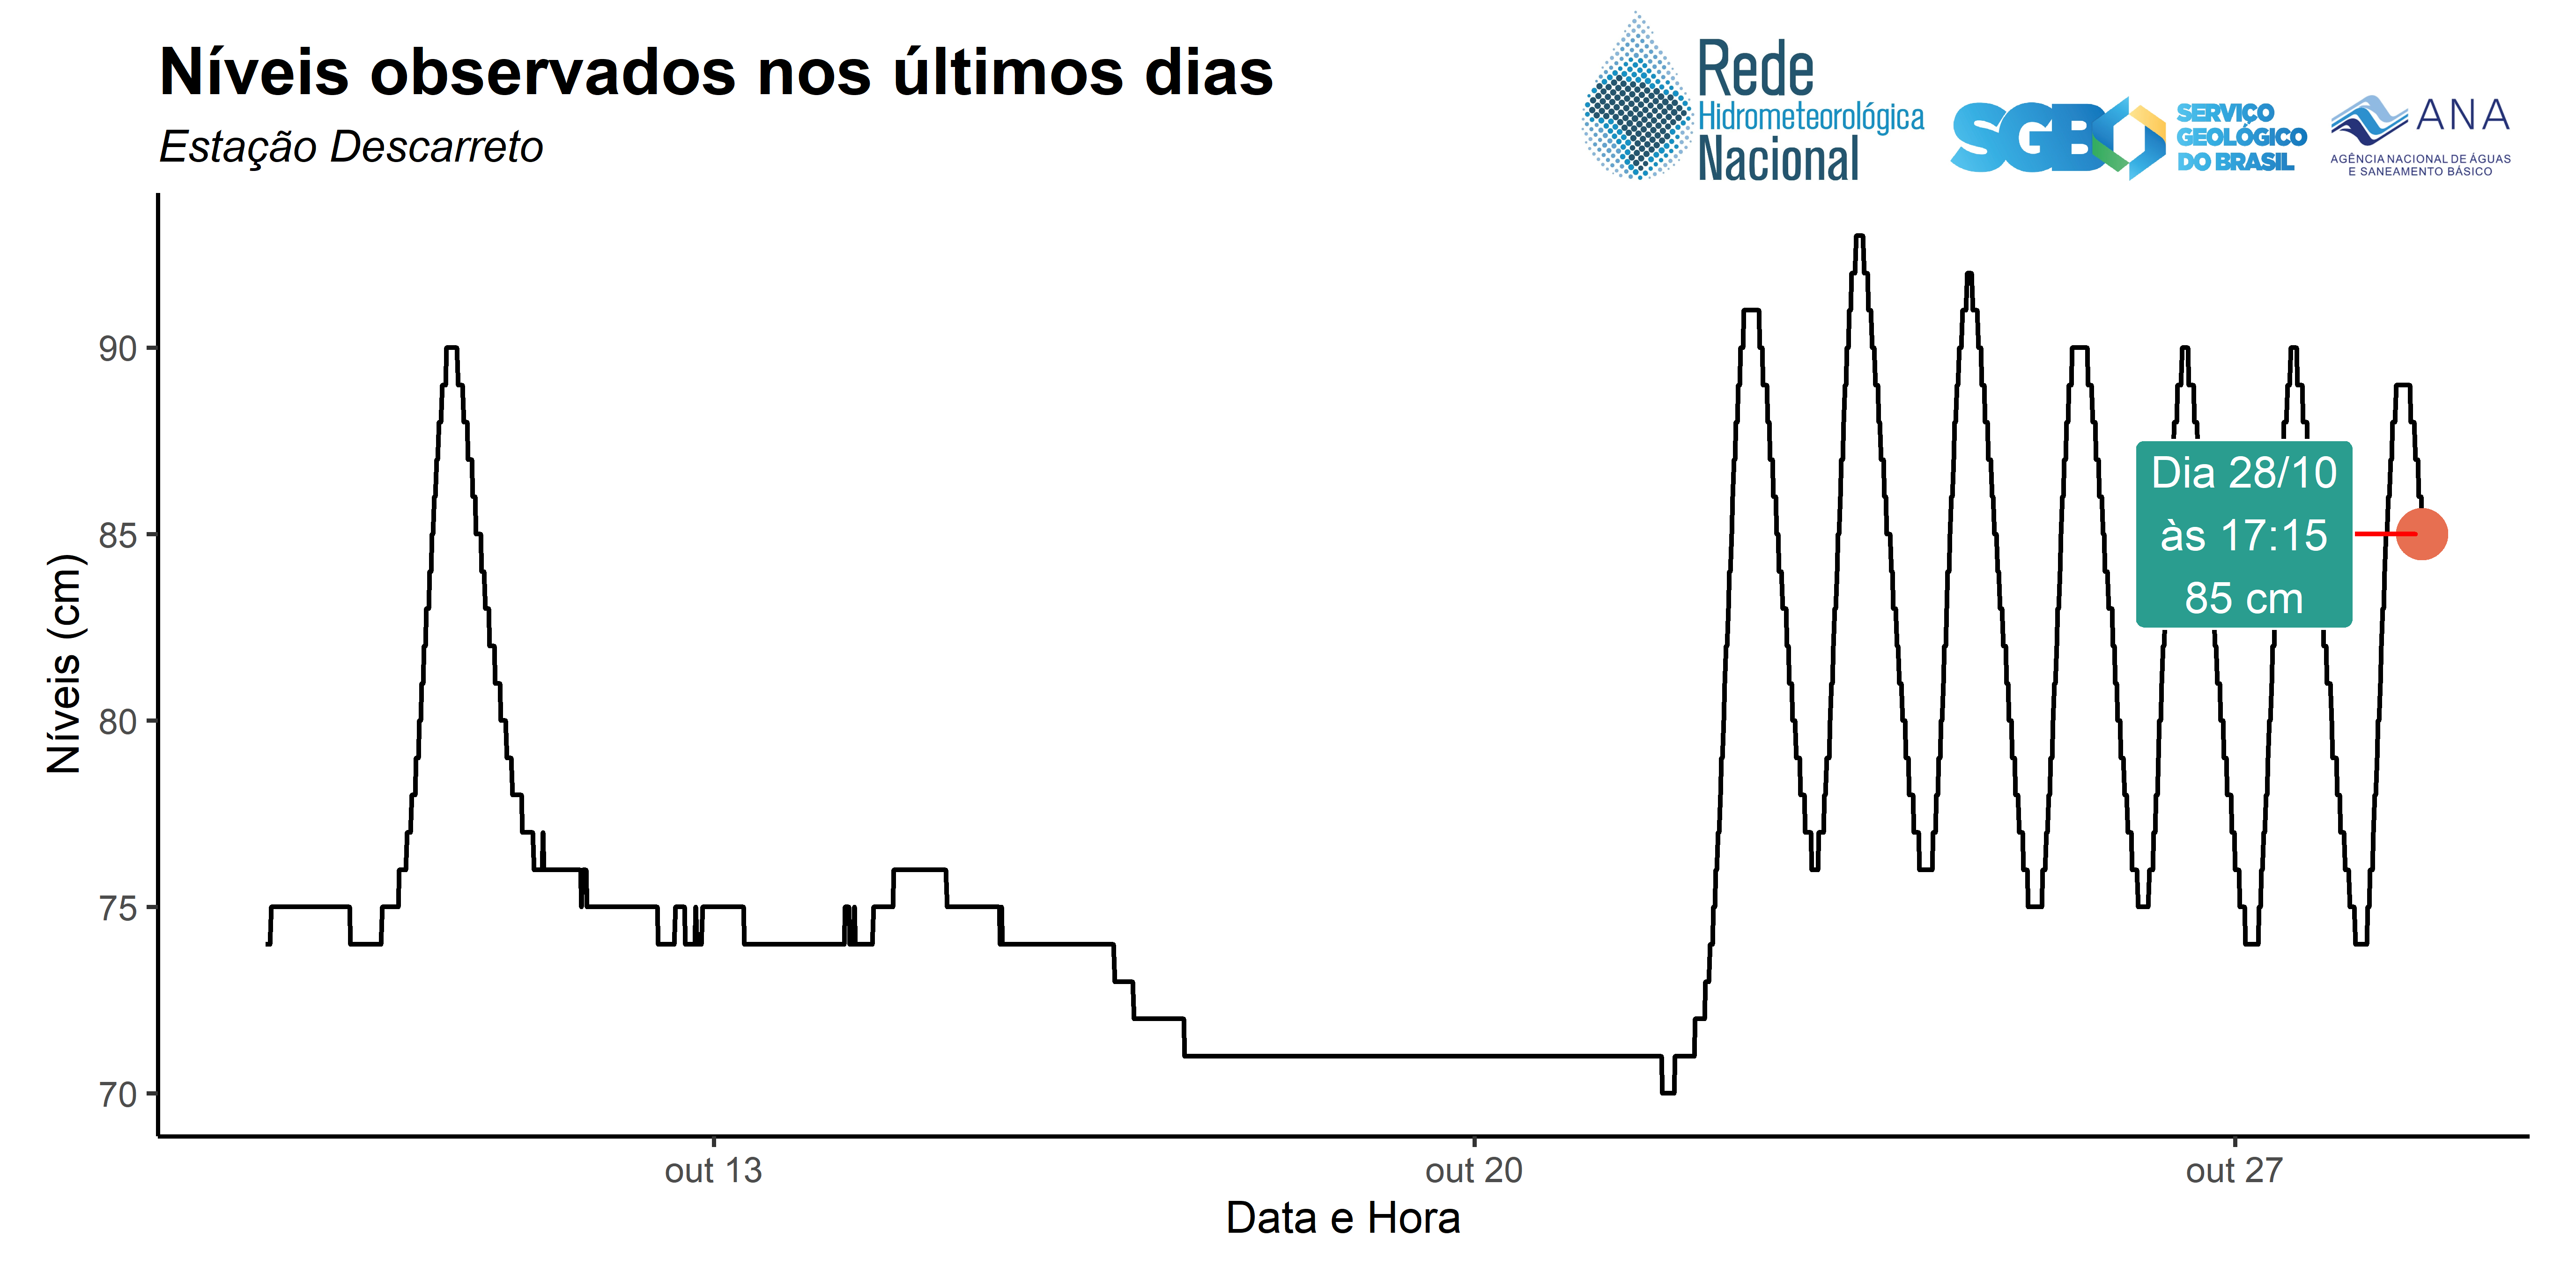 Níveis observados nos últimos dias
Estação Descarreto
Rede
Hidrometeorológica
Nacional
SGB
SERVIÇO
GEOLÓGICO
DO BRASIL
ANA
AGÊNCIA NACIONAL DE ÁGUAS
E SANEAMENTO BÁSICO
Níveis (cm)
90
85
80
75
70
Dia 28/10
às 17:15
85 cm
out 13
out 20
out 27
Data e Hora